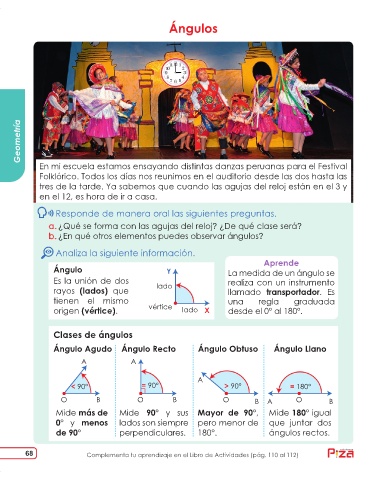 Ángulos
Geometría
En mi escuela estamos ensayando distintas danzas peruanas para el Festival
Folklórico. Todos los días nos reunimos en el auditorio desde las dos hasta las
tres de la tarde. Ya sabemos que cuando las agujas del reloj están en el 3 y
en el 12, es hora de ir a casa.
Responde de manera oral las siguientes preguntas.
a. ¿Qué se forma con las agujas del reloj? ¿De qué clase será?
b. ¿En qué otros elementos puedes observar ángulos?
Analiza la siguiente información.
Ángulo
Es la unión de dos
rayos (lados) que
tienen el mismo
origen (vértice).
Y
lado
vértice
lado X
Aprende
La medida de un ángulo se
realiza con un instrumento
llamado transportador. Es
una regla graduada
desde el 0° al 180°.
Clases de ángulos
Ángulo Agudo Ángulo Recto Ángulo Obtuso Ángulo Llano
A A A
< 90° = 90° > 90° = 180°
O B O B O B A O B
Mide más de
0° y menos
de 90°
Mide 90° y sus
lados son siempre
perpendiculares.
Mayor de 90°,
pero menor de
180°.
Mide 180° igual
que juntar dos
ángulos rectos.
68
Complementa tu aprendizaje en el Libro de Actividades (pág. 110 al 112)